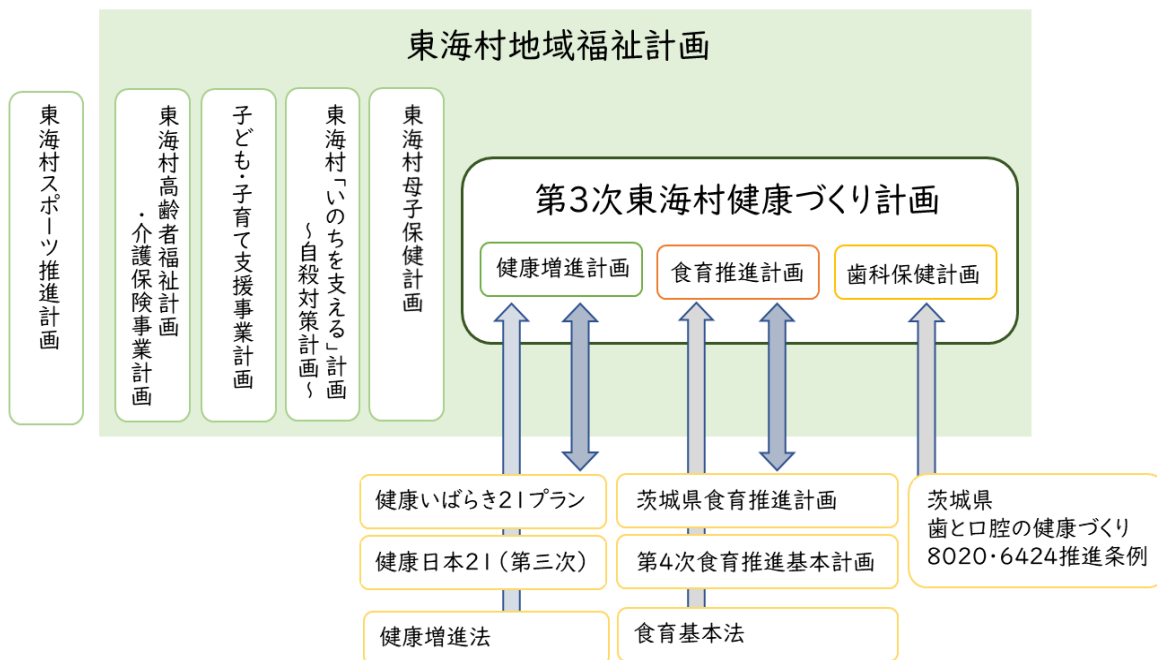 東海村地域福祉計画
東海村スポーツ推進計画
東海村高齢者福祉計画
・介護保険事業計画
子ども・子育て支援事業計画
東海村「いのちを支える」計画
~自殺対策計画~
東海村母子保健計画
第3次東海村健康づくり計画
健康増進計画
食育推進計画
歯科保健計画
健康いばらき21プラン
健康日本21(第三次)
健康増進法
茨城県食育推進計画
第4次食育推進基本計画
食育基本法
茨城県
歯と口腔の健康づくり
8020・6424推進条例